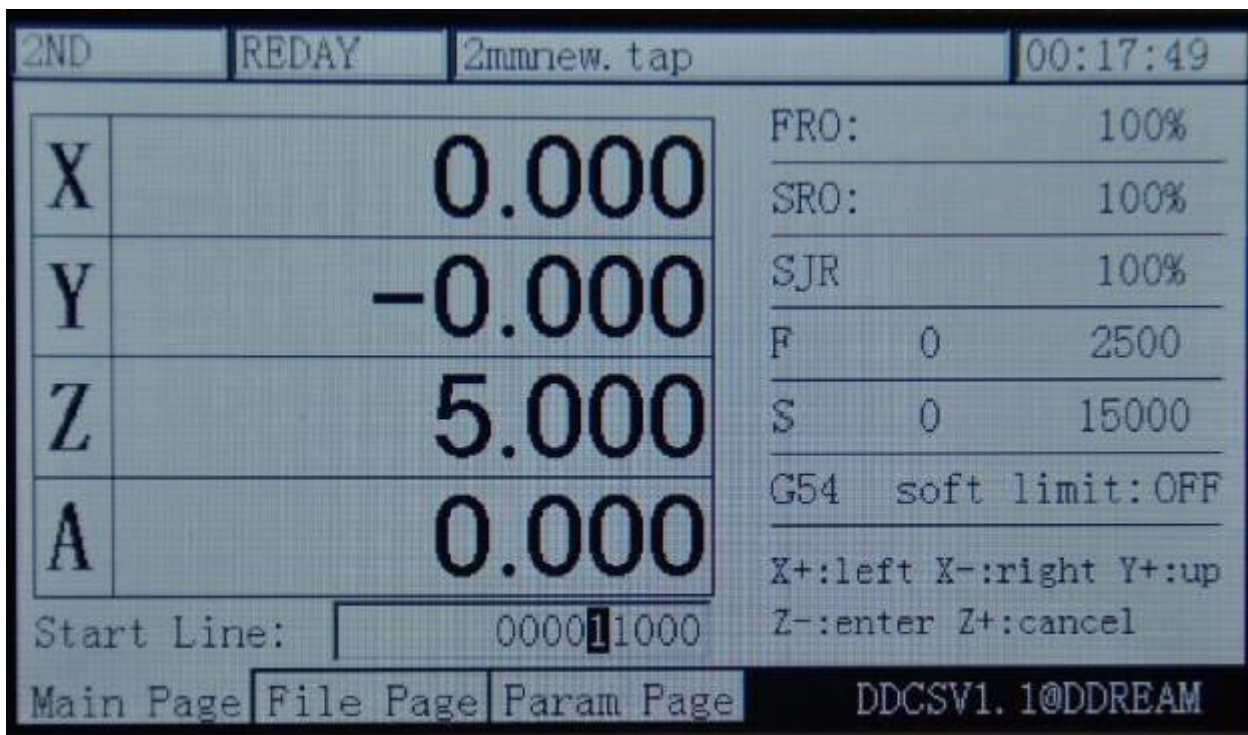 2ND REDAY 2mmnew.tap 00:17:49
X 0.000
Y -0.000
Z 5.000
A 0.000
FRO: 100%
SRO: 100%
SJR 100%
F 0 2500
S 0 15000
G54 soft limit:OFF
X+:left X-:right Y+:up
Z-:enter Z+:cancel
Start Line: 000011000
Main Page File Page Param Page DDCSV1.1@DDREAM